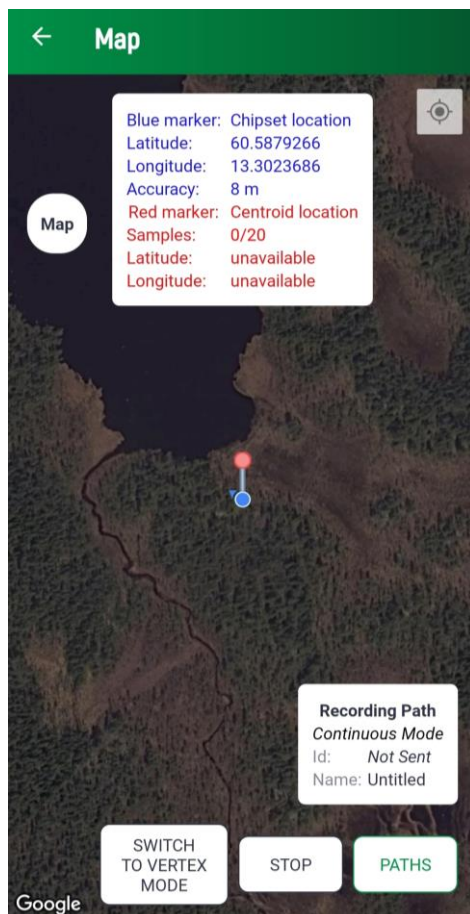 Map
Blue marker: Chipset location
Latitude: 60.5879266
Longitude: 13.3023686
Accuracy: 8 m
Red marker: Centroid location
Samples: 0/20
Latitude: unavailable
Longitude: unavailable
Map
Recording Path
Continuous Mode
Id: Not Sent
Name: Untitled
SWITCH
TO VERTEX
MODE
STOP
PATHS
Google